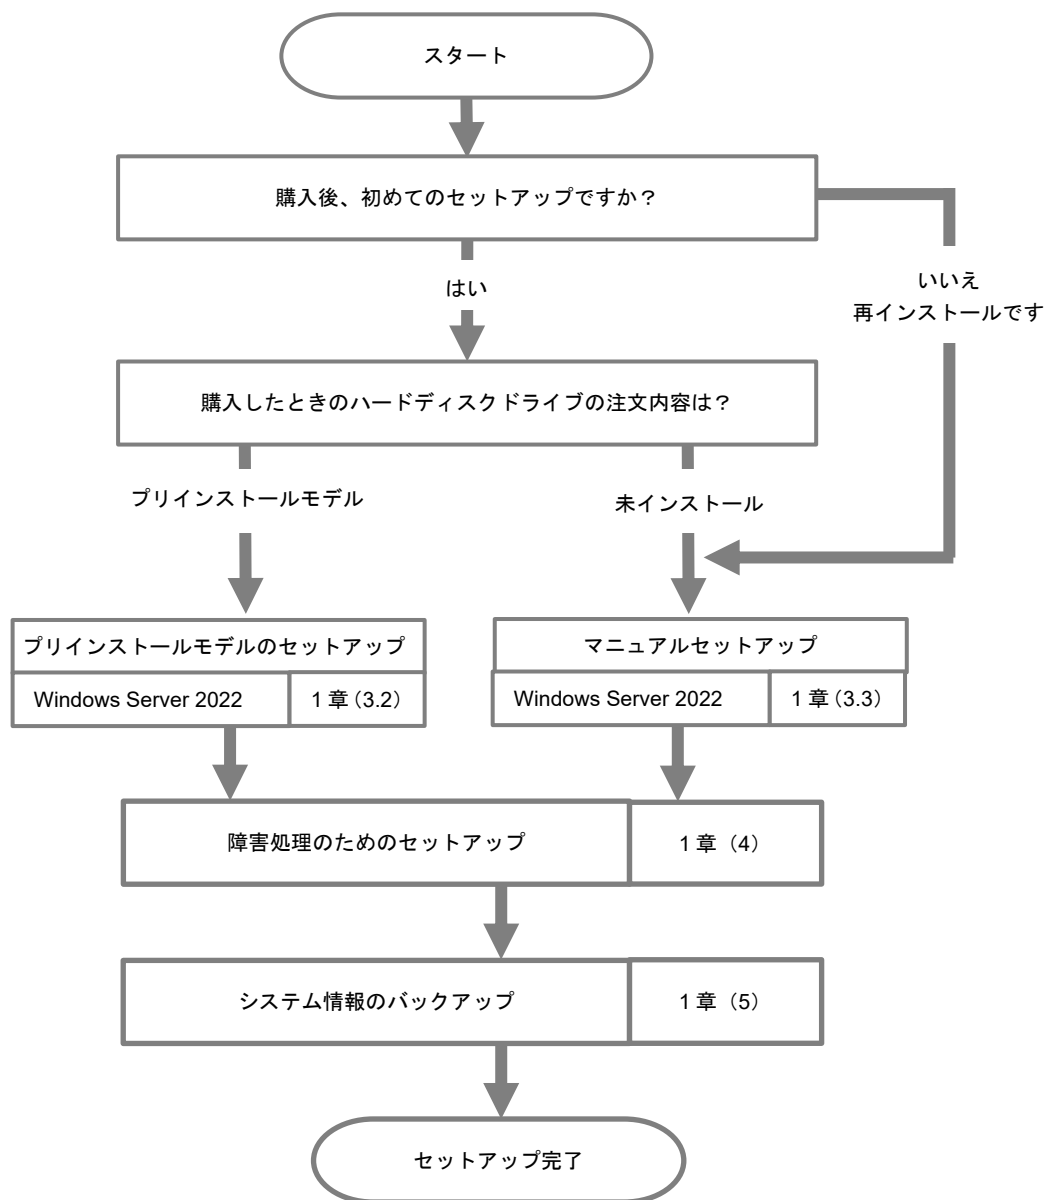 スタート
購入後、初めてのセットアップですか?
はい
いいえ
再インストールです
購入したときのハードディスクドライブの注文内容は?
プリインストールモデル
未インストール
プリインストールモデルのセットアップ
Windows Server 2022
1 章(3.2)
マニュアルセットアップ
Windows Server 2022
1 章(3.3)
障害処理のためのセットアップ
1 章(4)
システム情報のバックアップ
1 章(5)
セットアップ完了